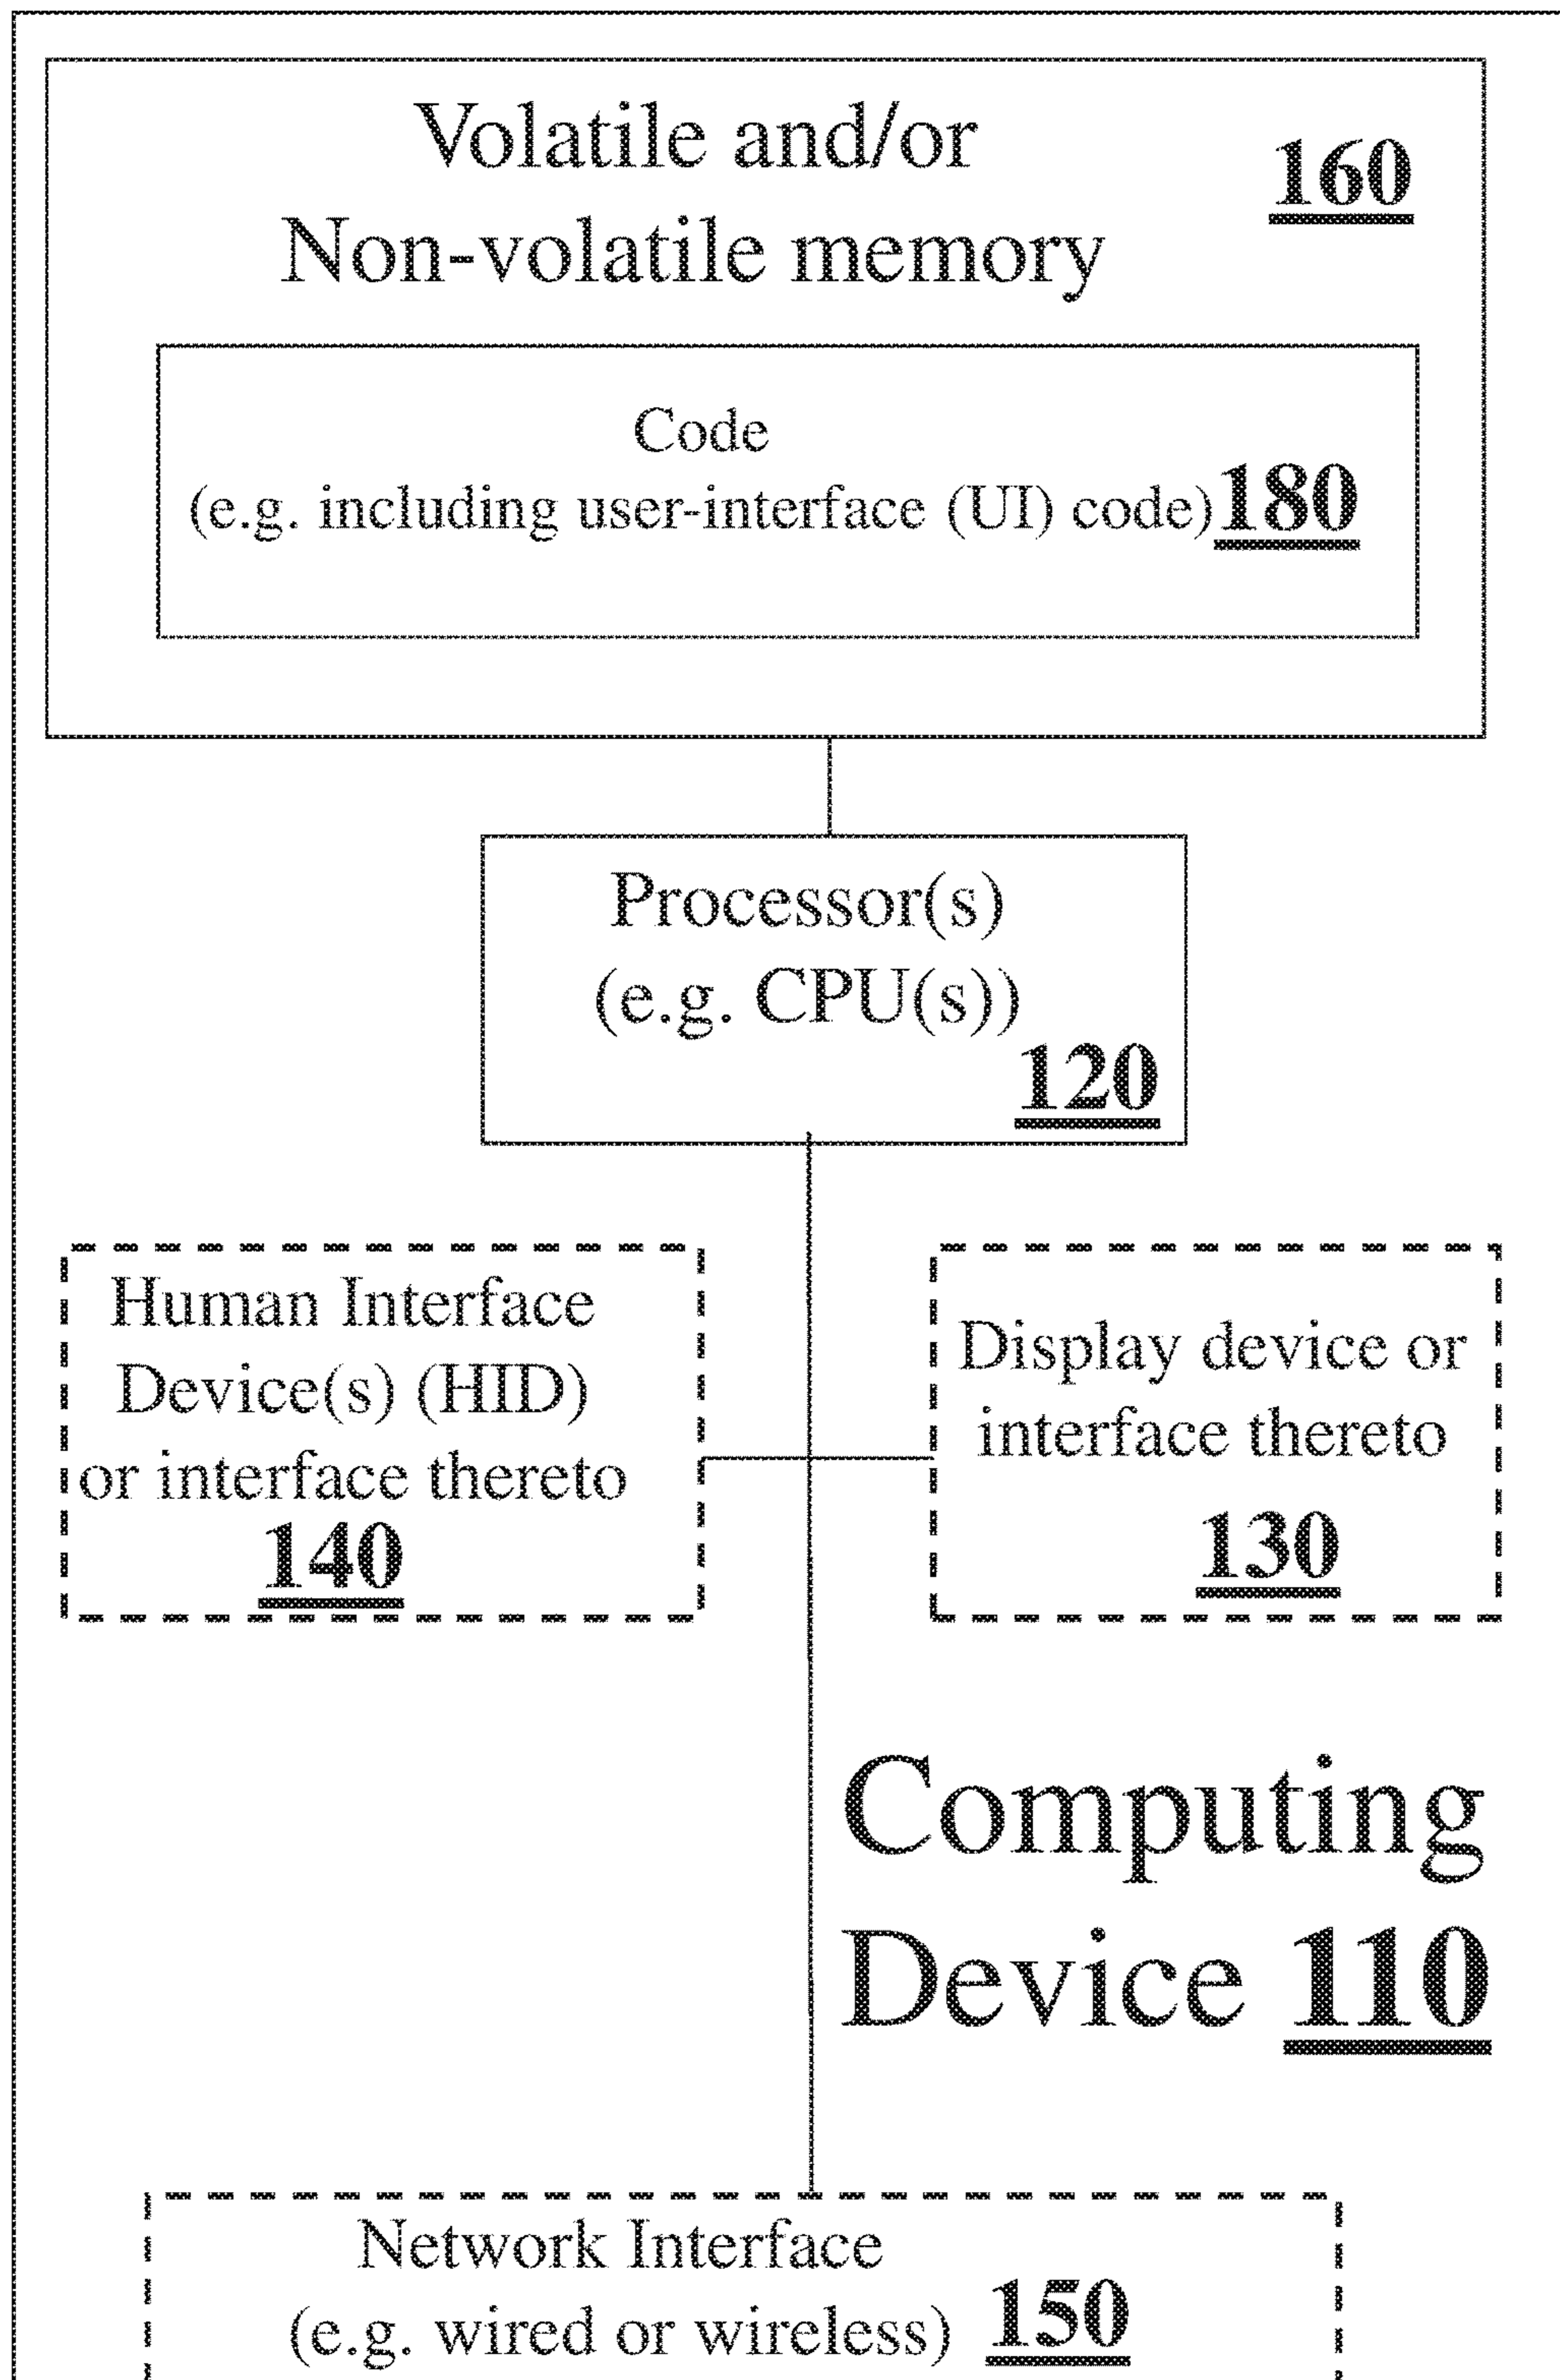 Volatile and/or
Non-volatile memory
160
Code
(e.g. including user-interface (UI) code) 180
Processor(s)
(e.g. CPU(s))
120
Human Interface
Device(s) (HID)
or interface thereto
140
Display device or
interface thereto
130
Computing
Device 110
Network Interface
(e.g. wired or wireless) 150